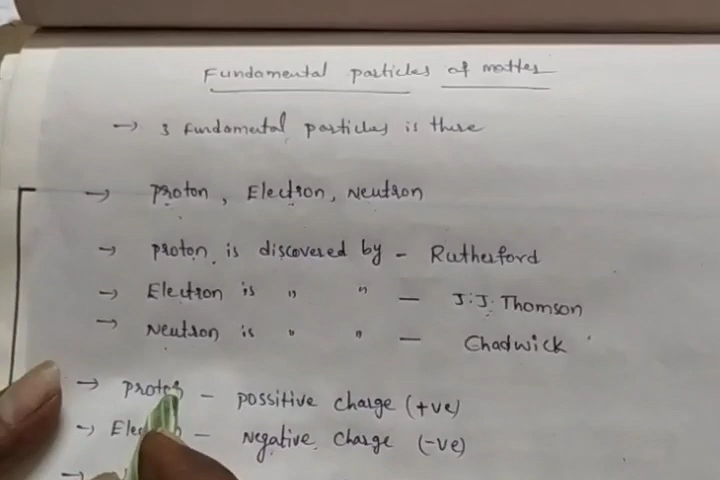 Fundamental particles of matter
→ 3 fundamental particles is there
→ proton, Electron, Neutron
→ proton is discovered by - Rutherford
→ Electron is " " — J.J. Thomson
→ Neutron is " " — Chadwick
→ proton - possitive charge (+ve)
→ - Negative charge (-ve)
→